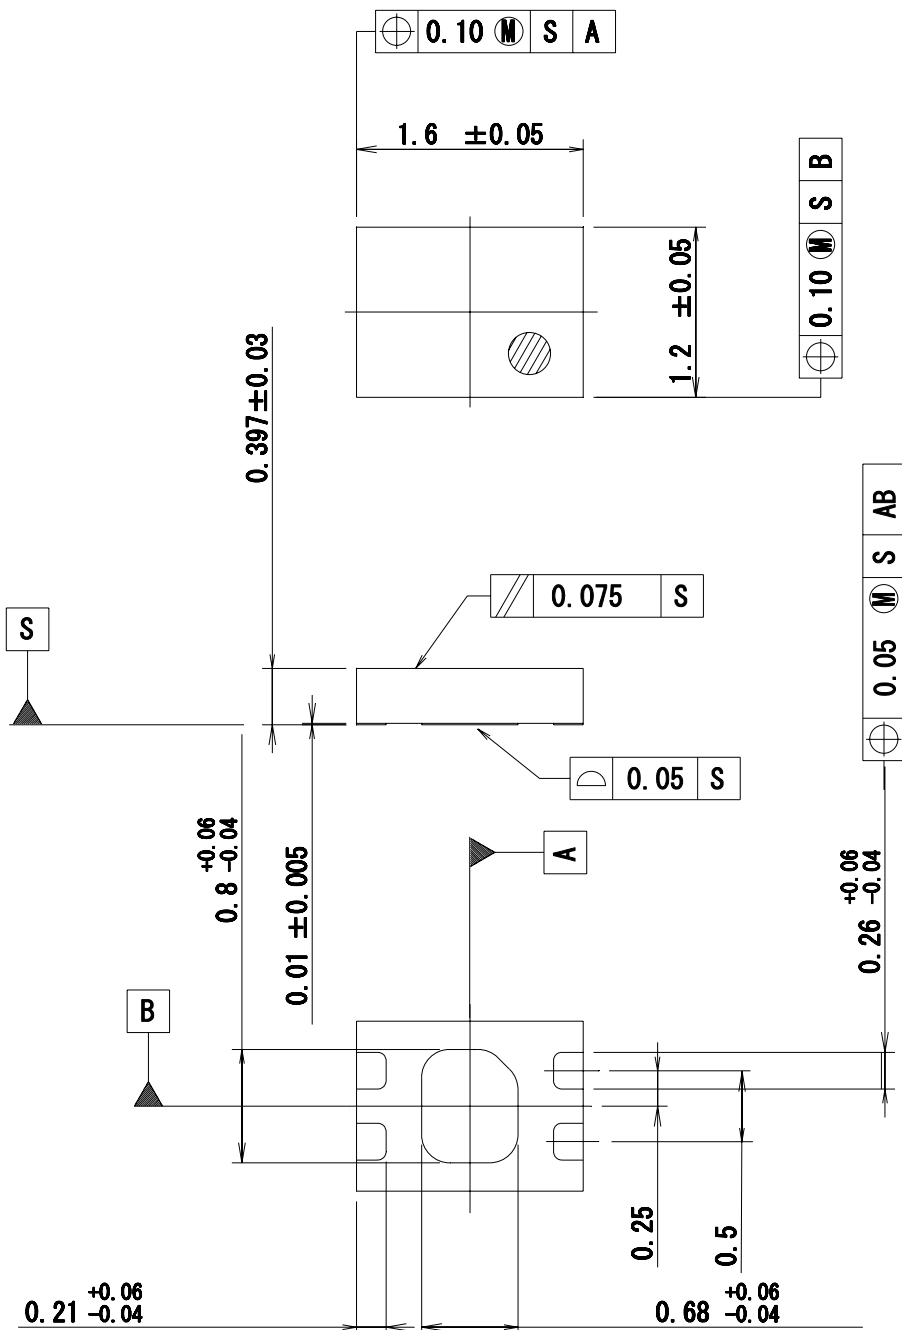 ⌖ 0.10 Ⓜ S A
1.6 ±0.05
0.10 Ⓜ S B
1.2 ±0.05
0.397±0.03
0.05 Ⓜ S AB
// 0.075 S
S
⌓ 0.05 S
A
+0.06
0.8 -0.04
0.01 ±0.005
+0.06
0.26 -0.04
B
0.25
0.5
+0.06
0.21 -0.04
+0.06
0.68 -0.04